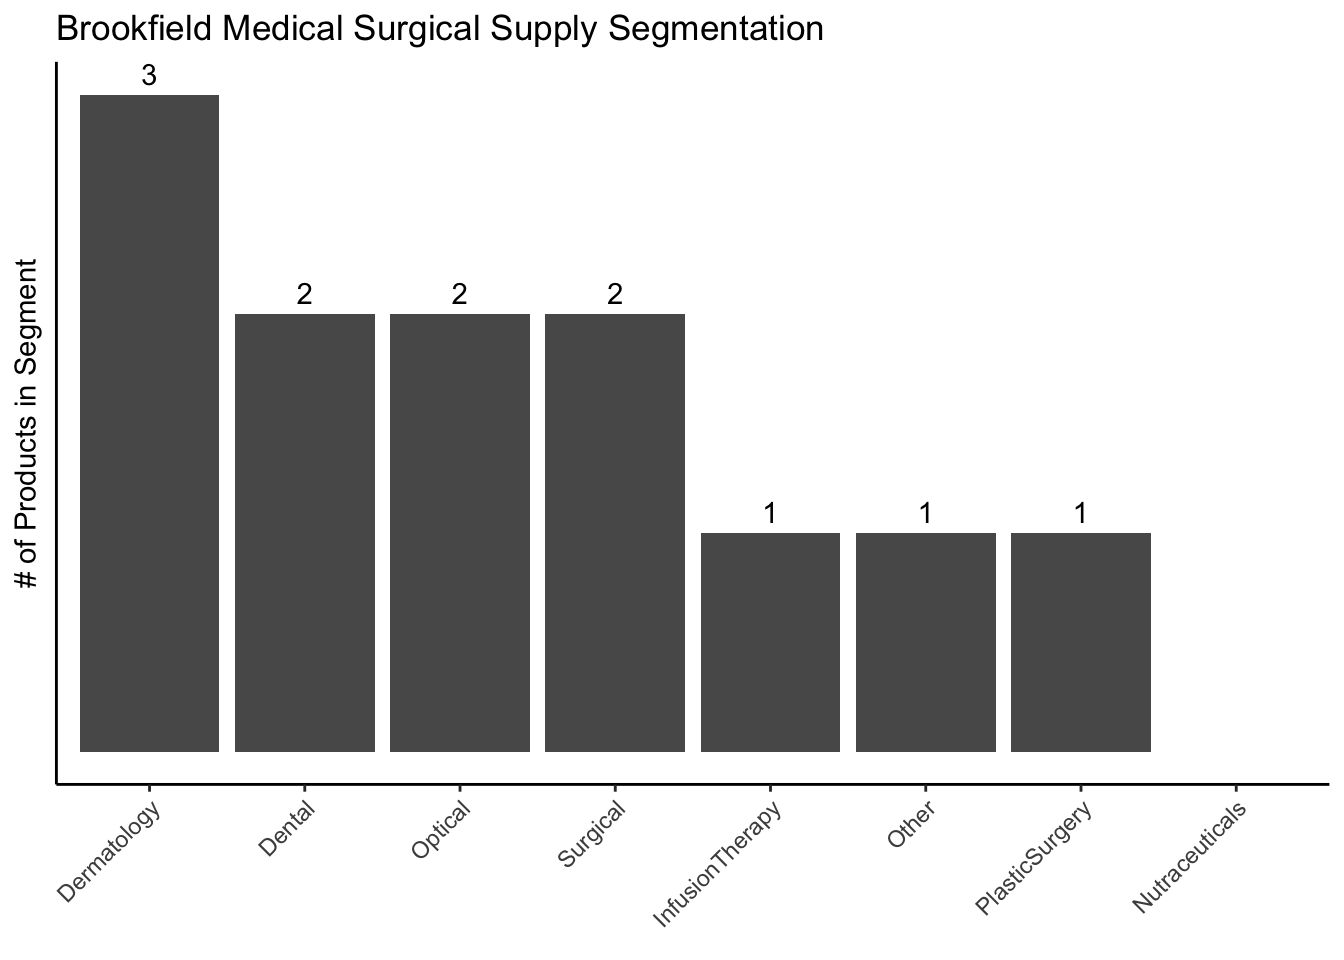 Brookfield Medical Surgical Supply Segmentation
# of Products in Segment
3
2
2
2
1
1
1
Dermatology
Dental
Optical
Surgical
InfusionTherapy
Other
PlasticSurgery
Nutraceuticals